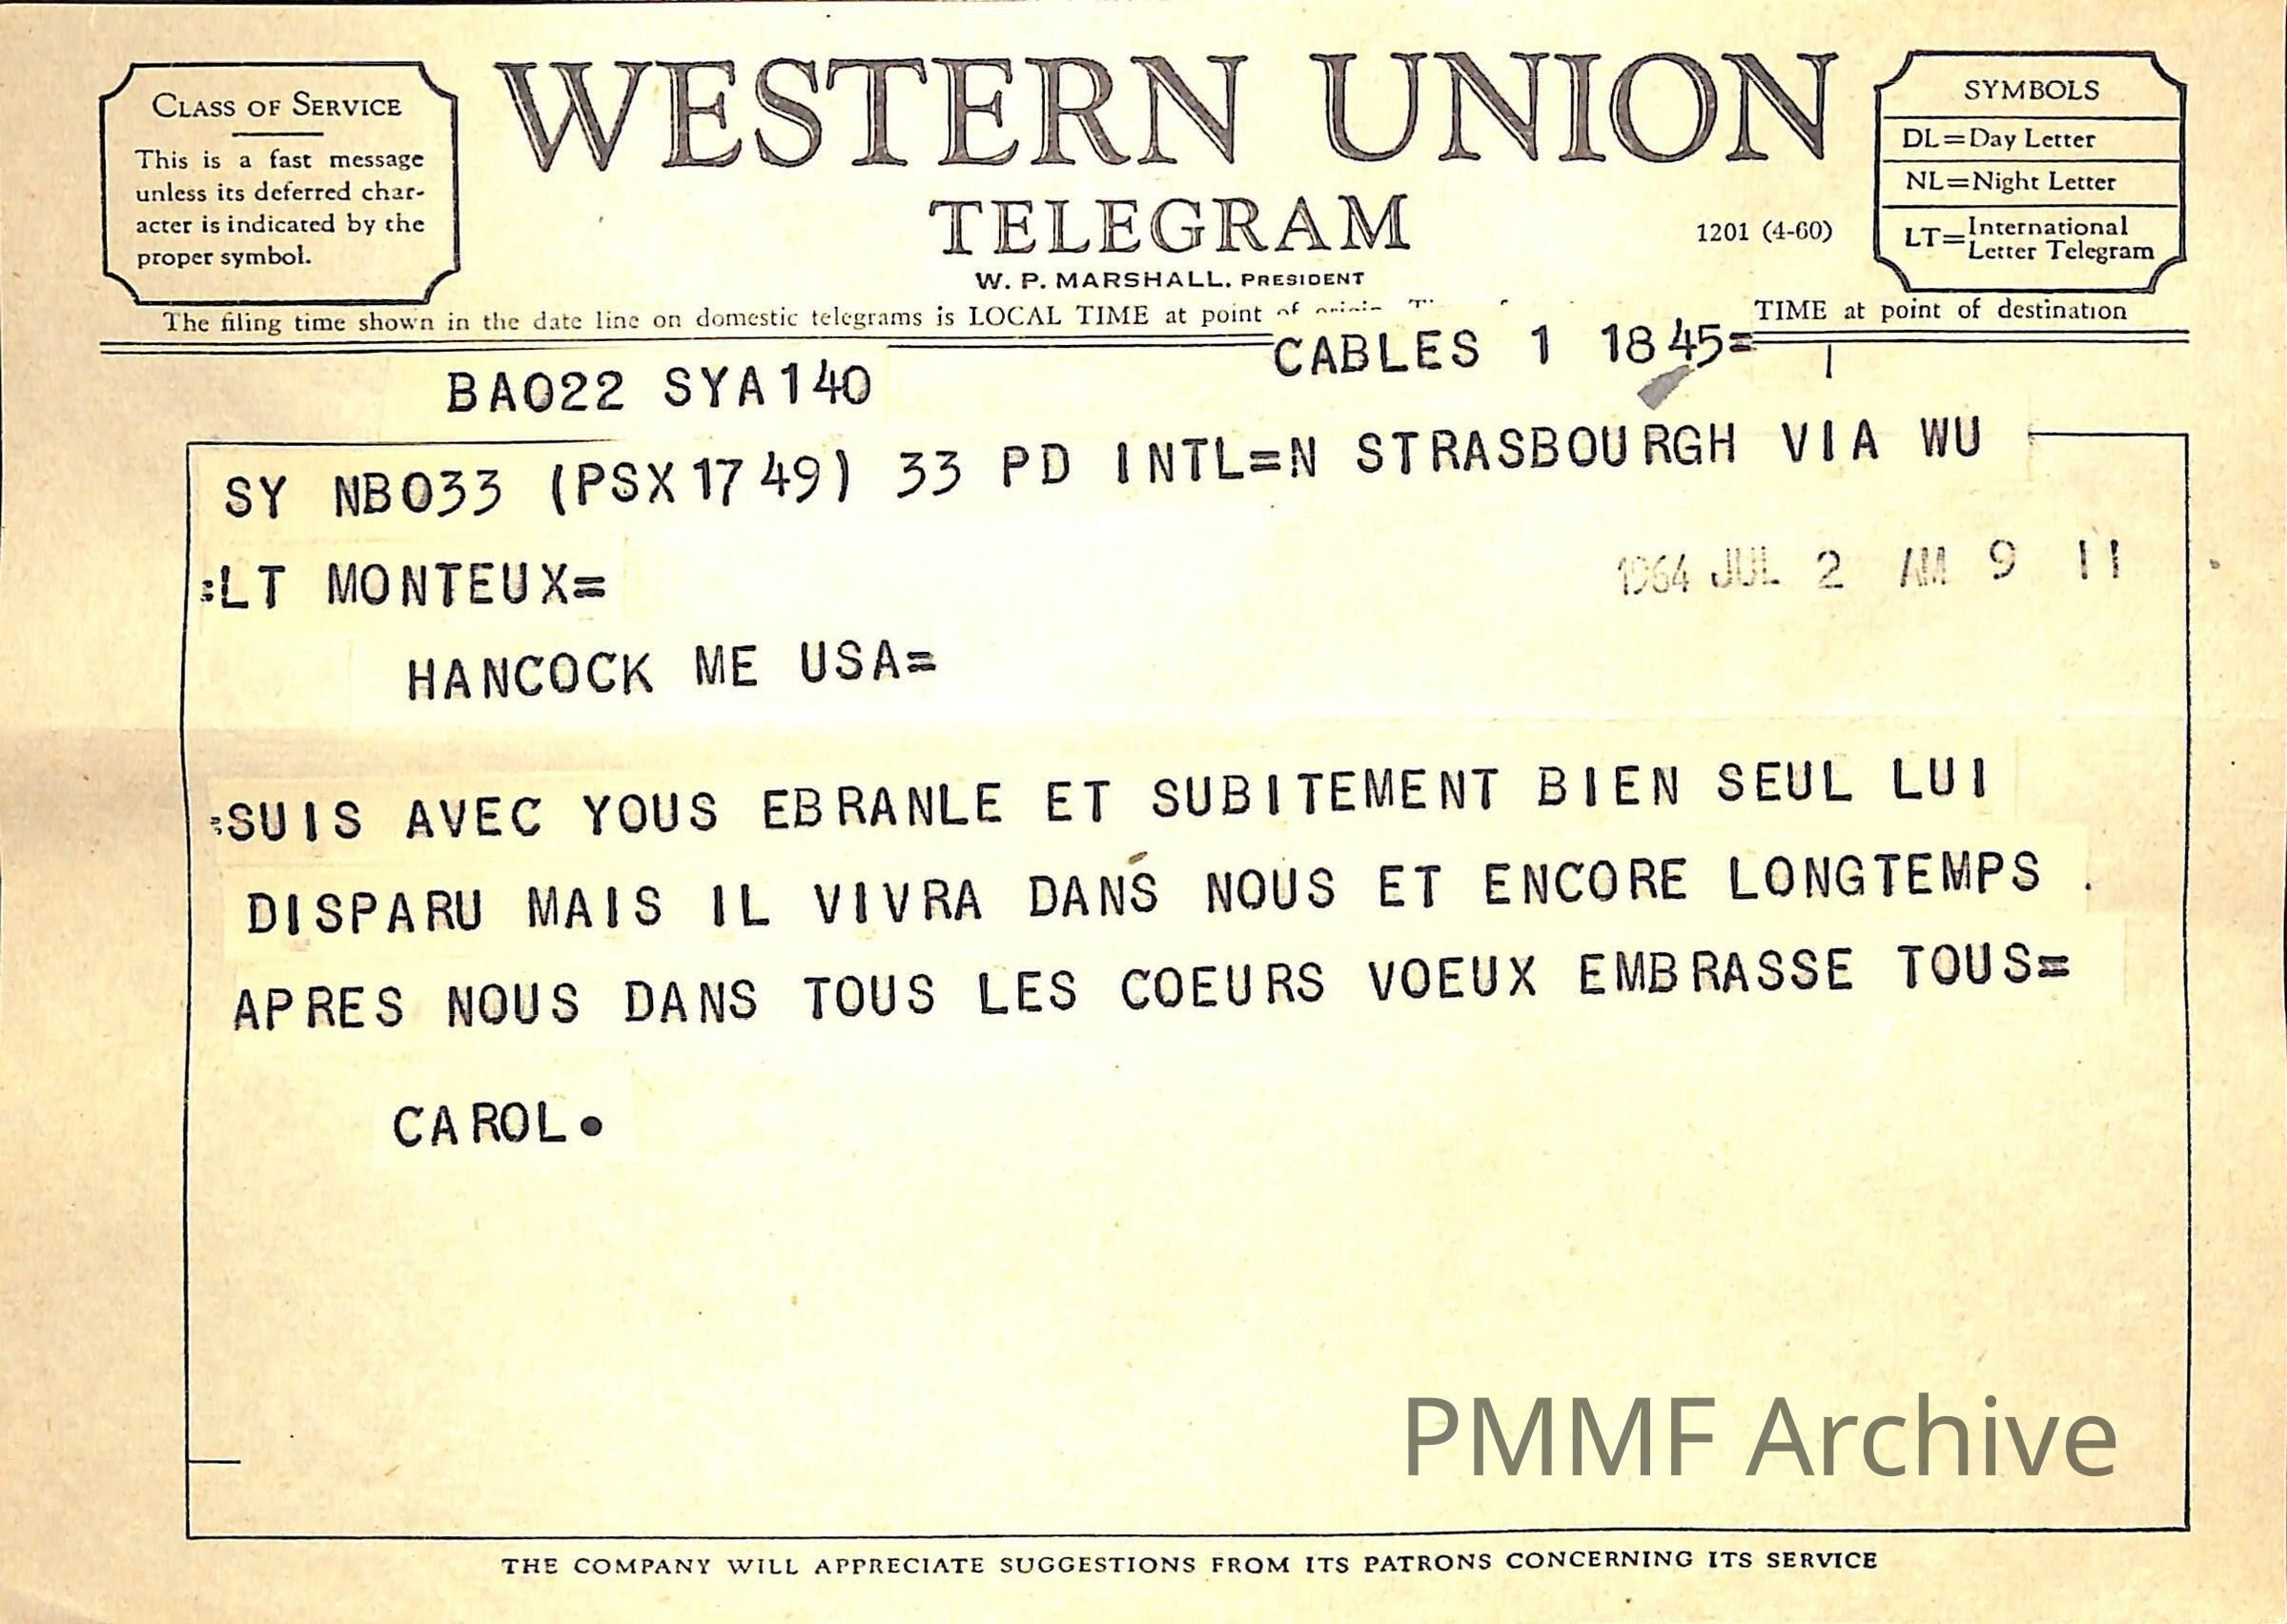 CLASS OF SERVICE
This is a fast message
unless its deferred char-
acter is indicated by the
proper symbol.
WESTERN UNION
TELEGRAM
W. P. MARSHALL, PRESIDENT
1201 (4-60)
SYMBOLS
DL=Day Letter
NL=Night Letter
LT=International
Letter Telegram
The filing time shown in the date line on domestic telegrams is LOCAL TIME at point of origin. TIME at point of destination
CABLES 1 1845=
BA022 SYA140
SY NB033 (PSX1749) 33 PD INTL=N STRASBOURGH VIA WU
:LT MONTEUX=
1964 JUL 2 AM 9 11
HANCOCK ME USA=
:SUIS AVEC YOUS EBRANLE ET SUBITEMENT BIEN SEUL LUI
DISPARU MAIS IL VIVRA DANS NOUS ET ENCORE LONGTEMPS
APRES NOUS DANS TOUS LES COEURS VOEUX EMBRASSE TOUS=
CAROL.
PMMF Archive
THE COMPANY WILL APPRECIATE SUGGESTIONS FROM ITS PATRONS CONCERNING ITS SERVICE